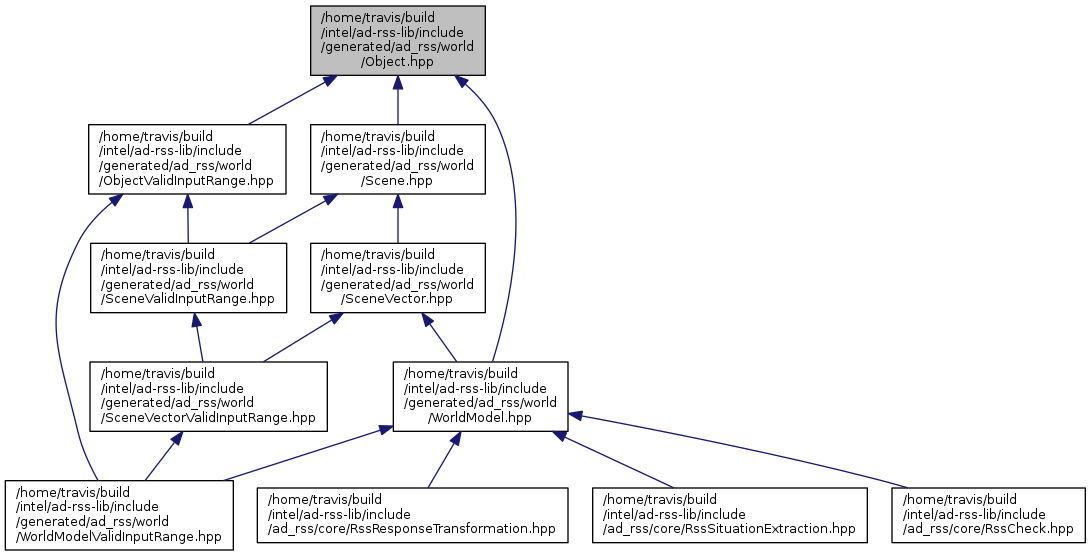 /home/travis/build
/intel/ad-rss-lib/include
/generated/ad_rss/world
/Object.hpp
/home/travis/build
/intel/ad-rss-lib/include
/generated/ad_rss/world
/ObjectValidInputRange.hpp
/home/travis/build
/intel/ad-rss-lib/include
/generated/ad_rss/world
/Scene.hpp
/home/travis/build
/intel/ad-rss-lib/include
/generated/ad_rss/world
/SceneValidInputRange.hpp
/home/travis/build
/intel/ad-rss-lib/include
/generated/ad_rss/world
/SceneVector.hpp
/home/travis/build
/intel/ad-rss-lib/include
/generated/ad_rss/world
/SceneVectorValidInputRange.hpp
/home/travis/build
/intel/ad-rss-lib/include
/generated/ad_rss/world
/WorldModel.hpp
/home/travis/build
/intel/ad-rss-lib/include
/generated/ad_rss/world
/WorldModelValidInputRange.hpp
/home/travis/build
/intel/ad-rss-lib/include
/ad_rss/core/RssResponseTransformation.hpp
/home/travis/build
/intel/ad-rss-lib/include
/ad_rss/core/RssSituationExtraction.hpp
/home/travis/build
/intel/ad-rss-lib/include
/ad_rss/core/RssCheck.hpp